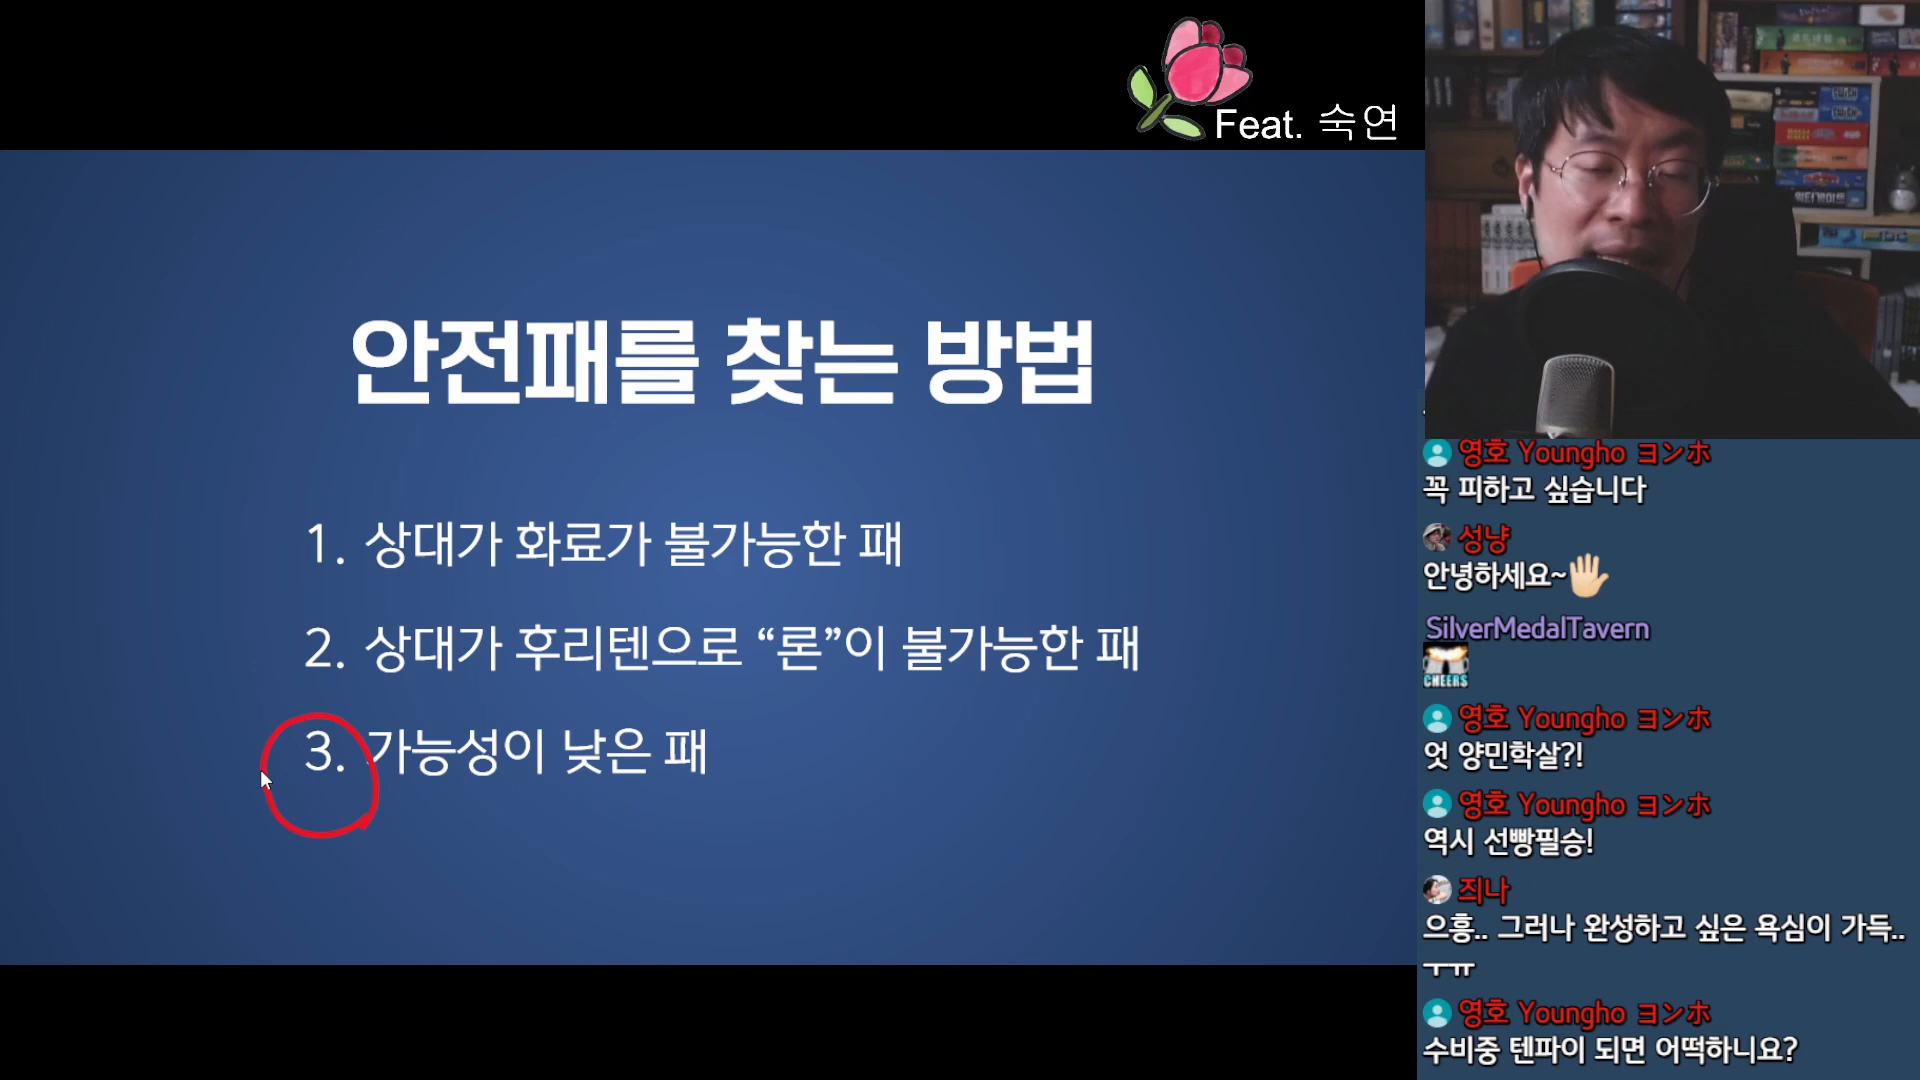 Feat. 숙연
안전패를 찾는 방법
1. 상대가 화료가 불가능한 패
2. 상대가 후리텐으로 “론”이 불가능한 패
3. 가능성이 낮은 패
영호 Youngho ヨンホ
꼭 피하고 싶습니다
성냥
안녕하세요~
SilverMedalTavern
CHEERS
영호 Youngho ヨンホ
엇 양민학살?!
영호 Youngho ヨンホ
역시 선빵필승!
죄나
으흥.. 그러나 완성하고 싶은 욕심이 가득..
ㅜㅠ
영호 Youngho ヨンホ
수비중 텐파이 되면 어떡하니요?